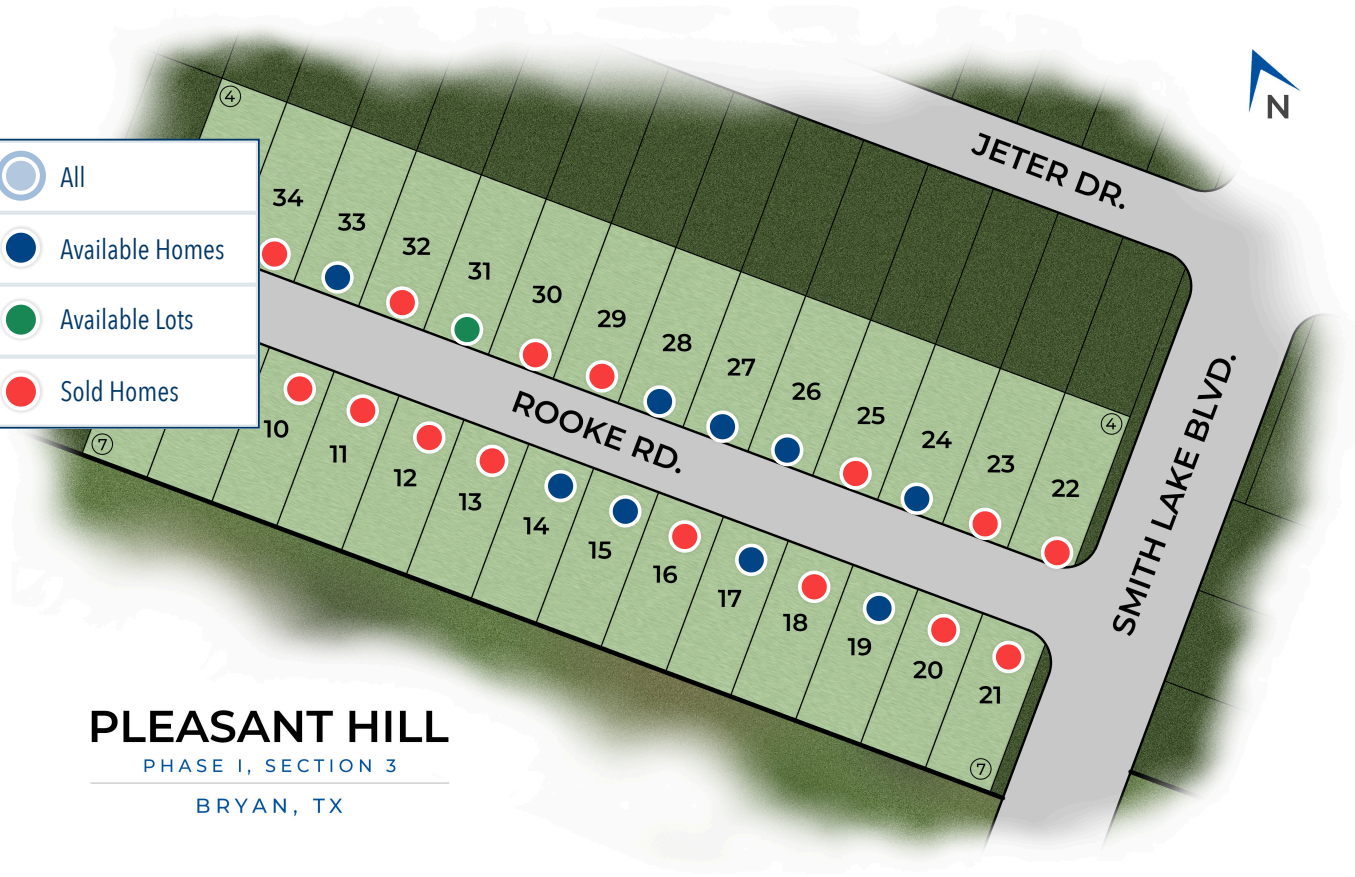 N
JETER DR.
④
All
Available Homes
Available Lots
Sold Homes
34
33
32
31
30
29
28
27
26
25
24
23
22
④
SMITH LAKE BLVD.
ROOKE RD.
⑦
10
11
12
13
14
15
16
17
18
19
20
21
⑦
PLEASANT HILL
PHASE I, SECTION 3
BRYAN, TX